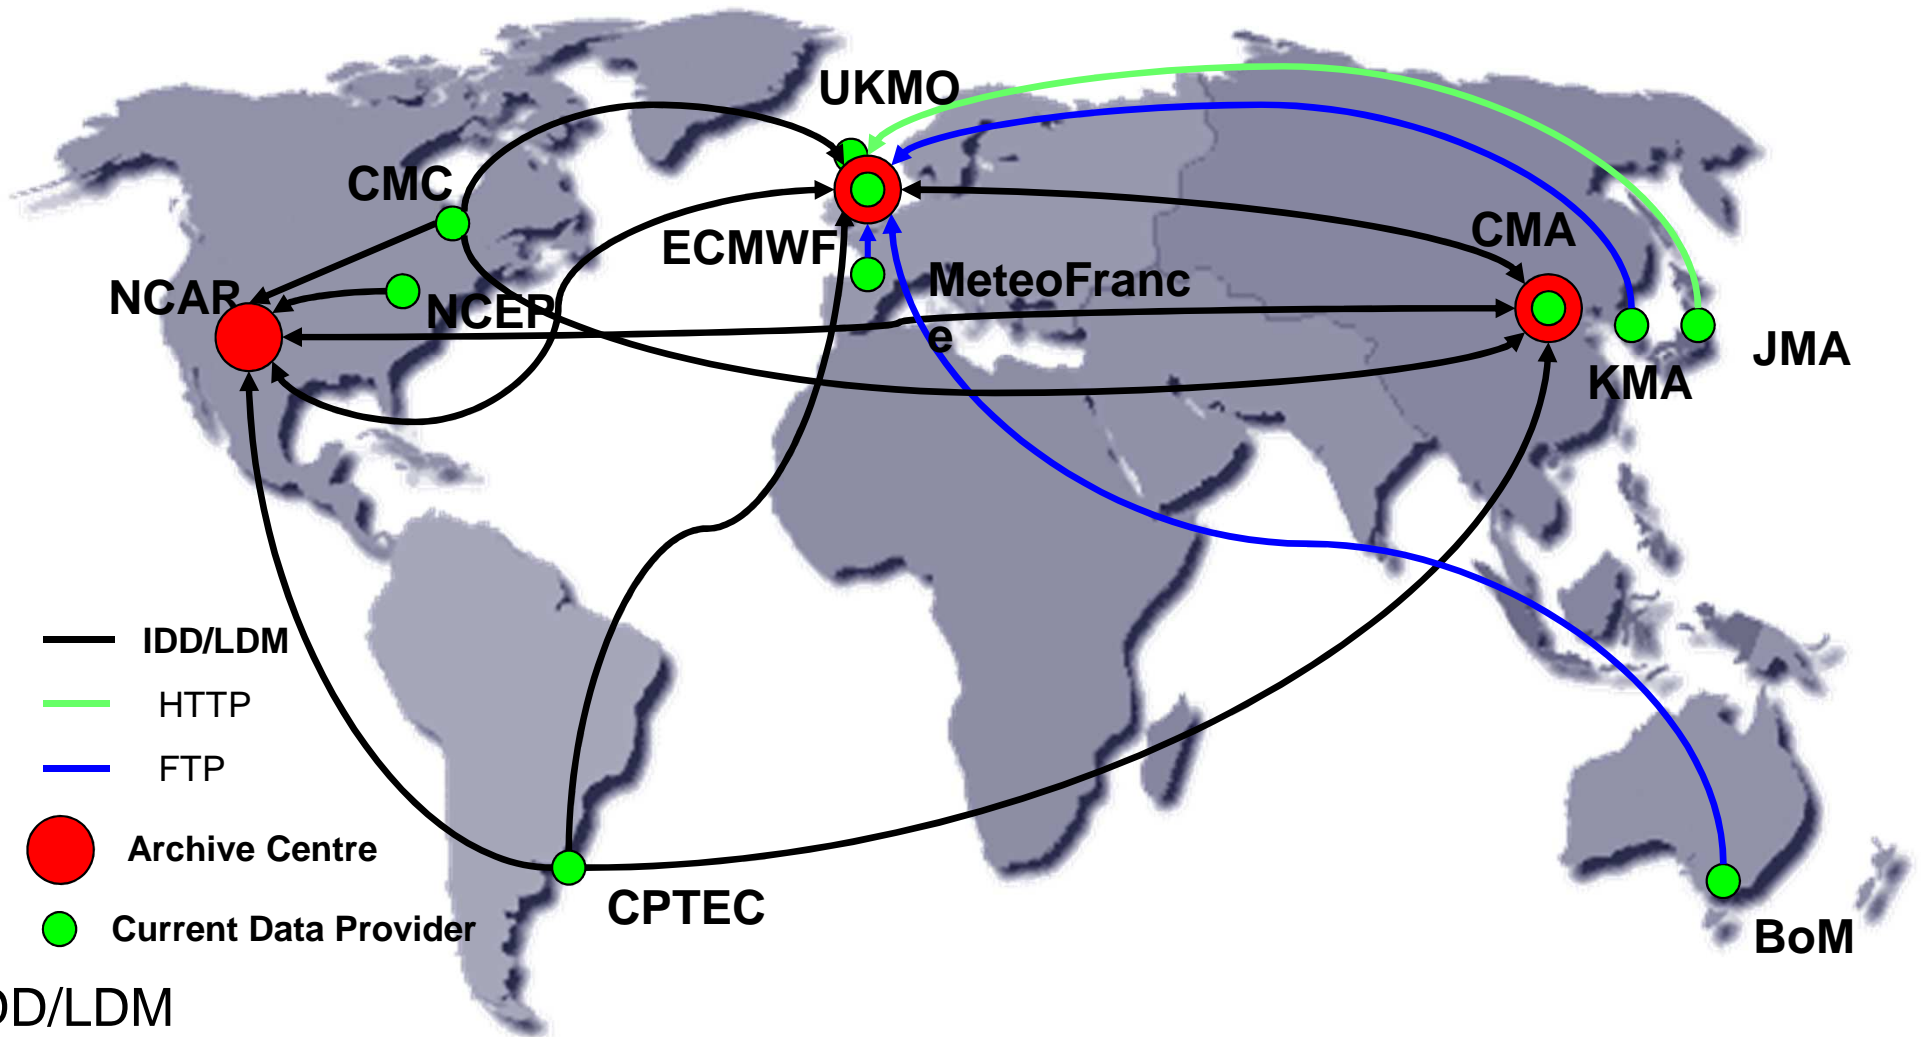 UKMO
CMC
CMA
ECMWF
MeteoFranc
e
NCAR
NCEP
JMA
KMA
IDD/LDM
HTTP
FTP
Archive Centre
CPTEC
Current Data Provider
BoM
DD/LDM